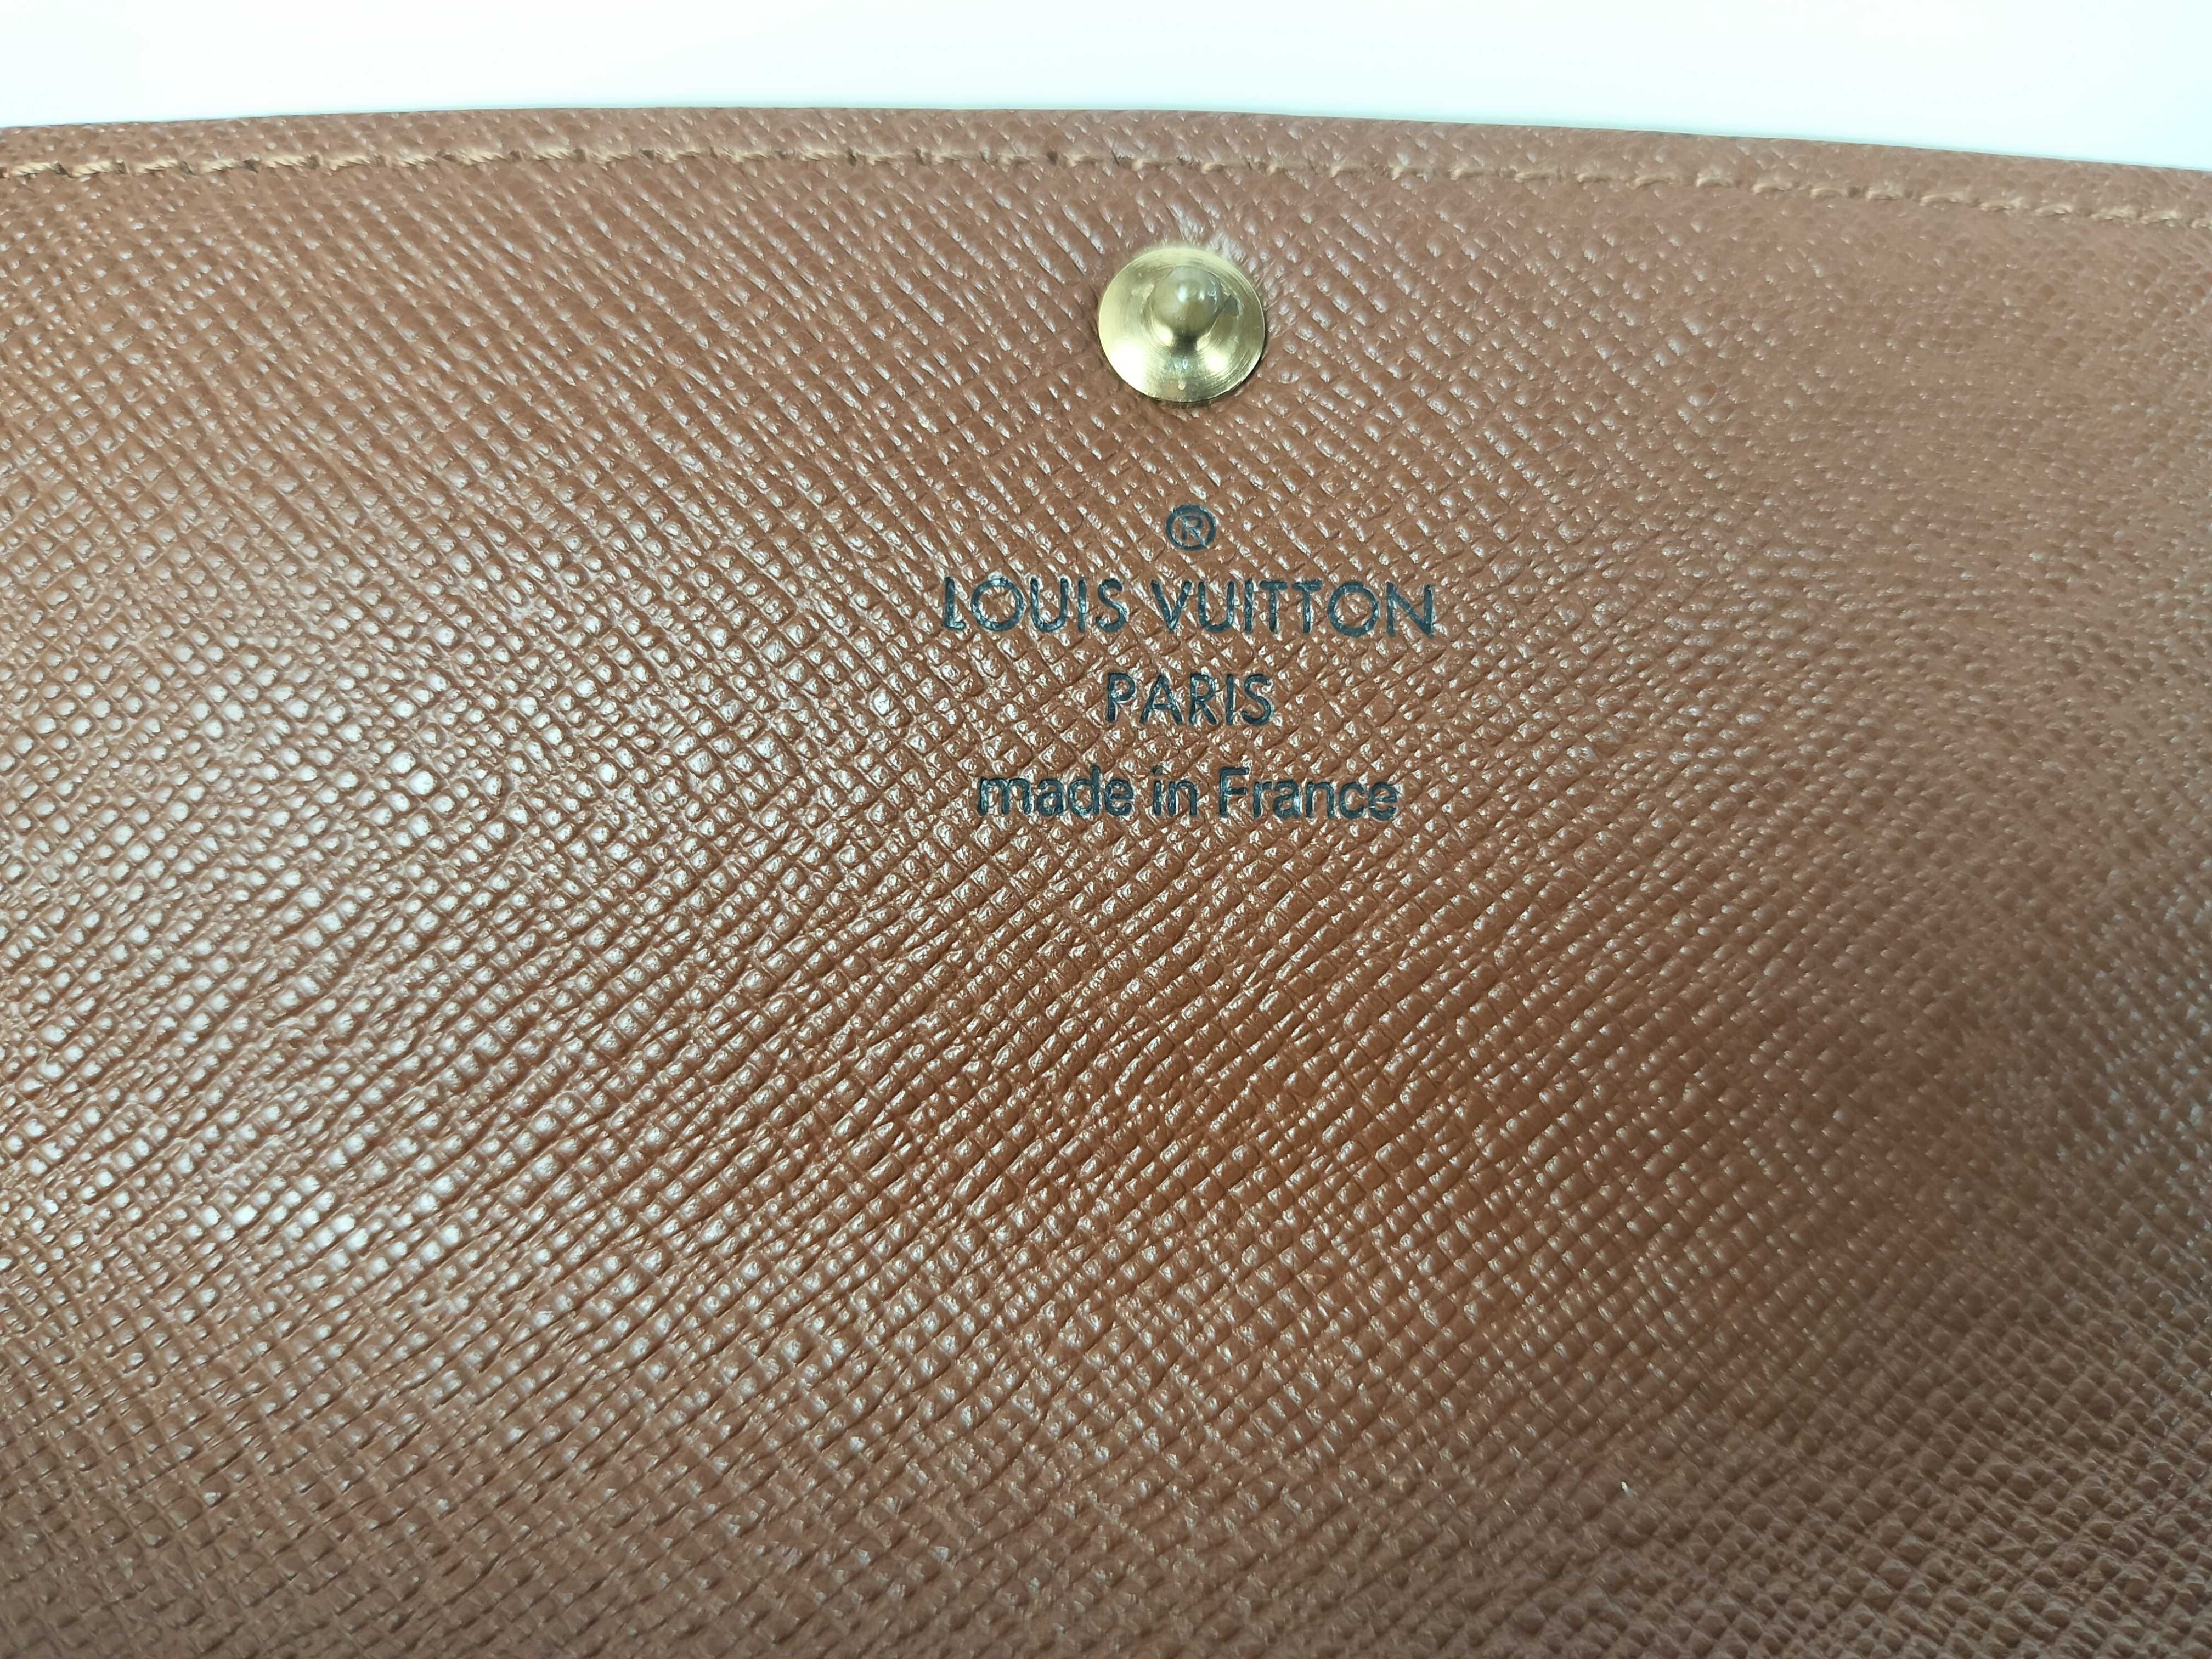 ®
LOUIS VUITTON
PARIS
made in France